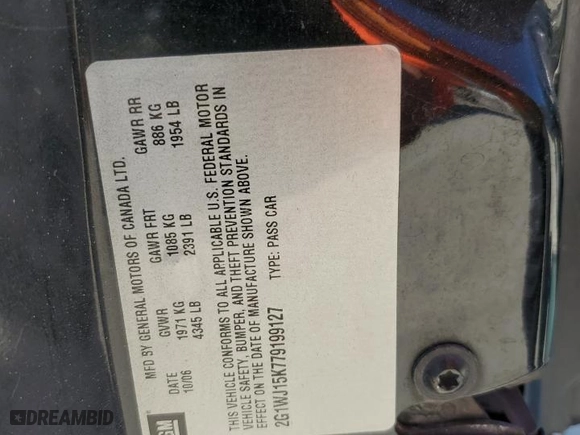 GM
MFD BY GENERAL MOTORS OF CANADA LTD.
DATE GVWR GAWR FRT GAWR RR
10/06 1971 KG 1085 KG 886 KG
4345 LB 2391 LB 1954 LB
THIS VEHICLE CONFORMS TO ALL APPLICABLE U.S. FEDERAL MOTOR
VEHICLE SAFETY, BUMPER, AND THEFT PREVENTION STANDARDS IN
EFFECT ON THE DATE OF MANUFACTURE SHOWN ABOVE.
2G1WJ15K779199127 TYPE: PASS CAR
DREAMBID